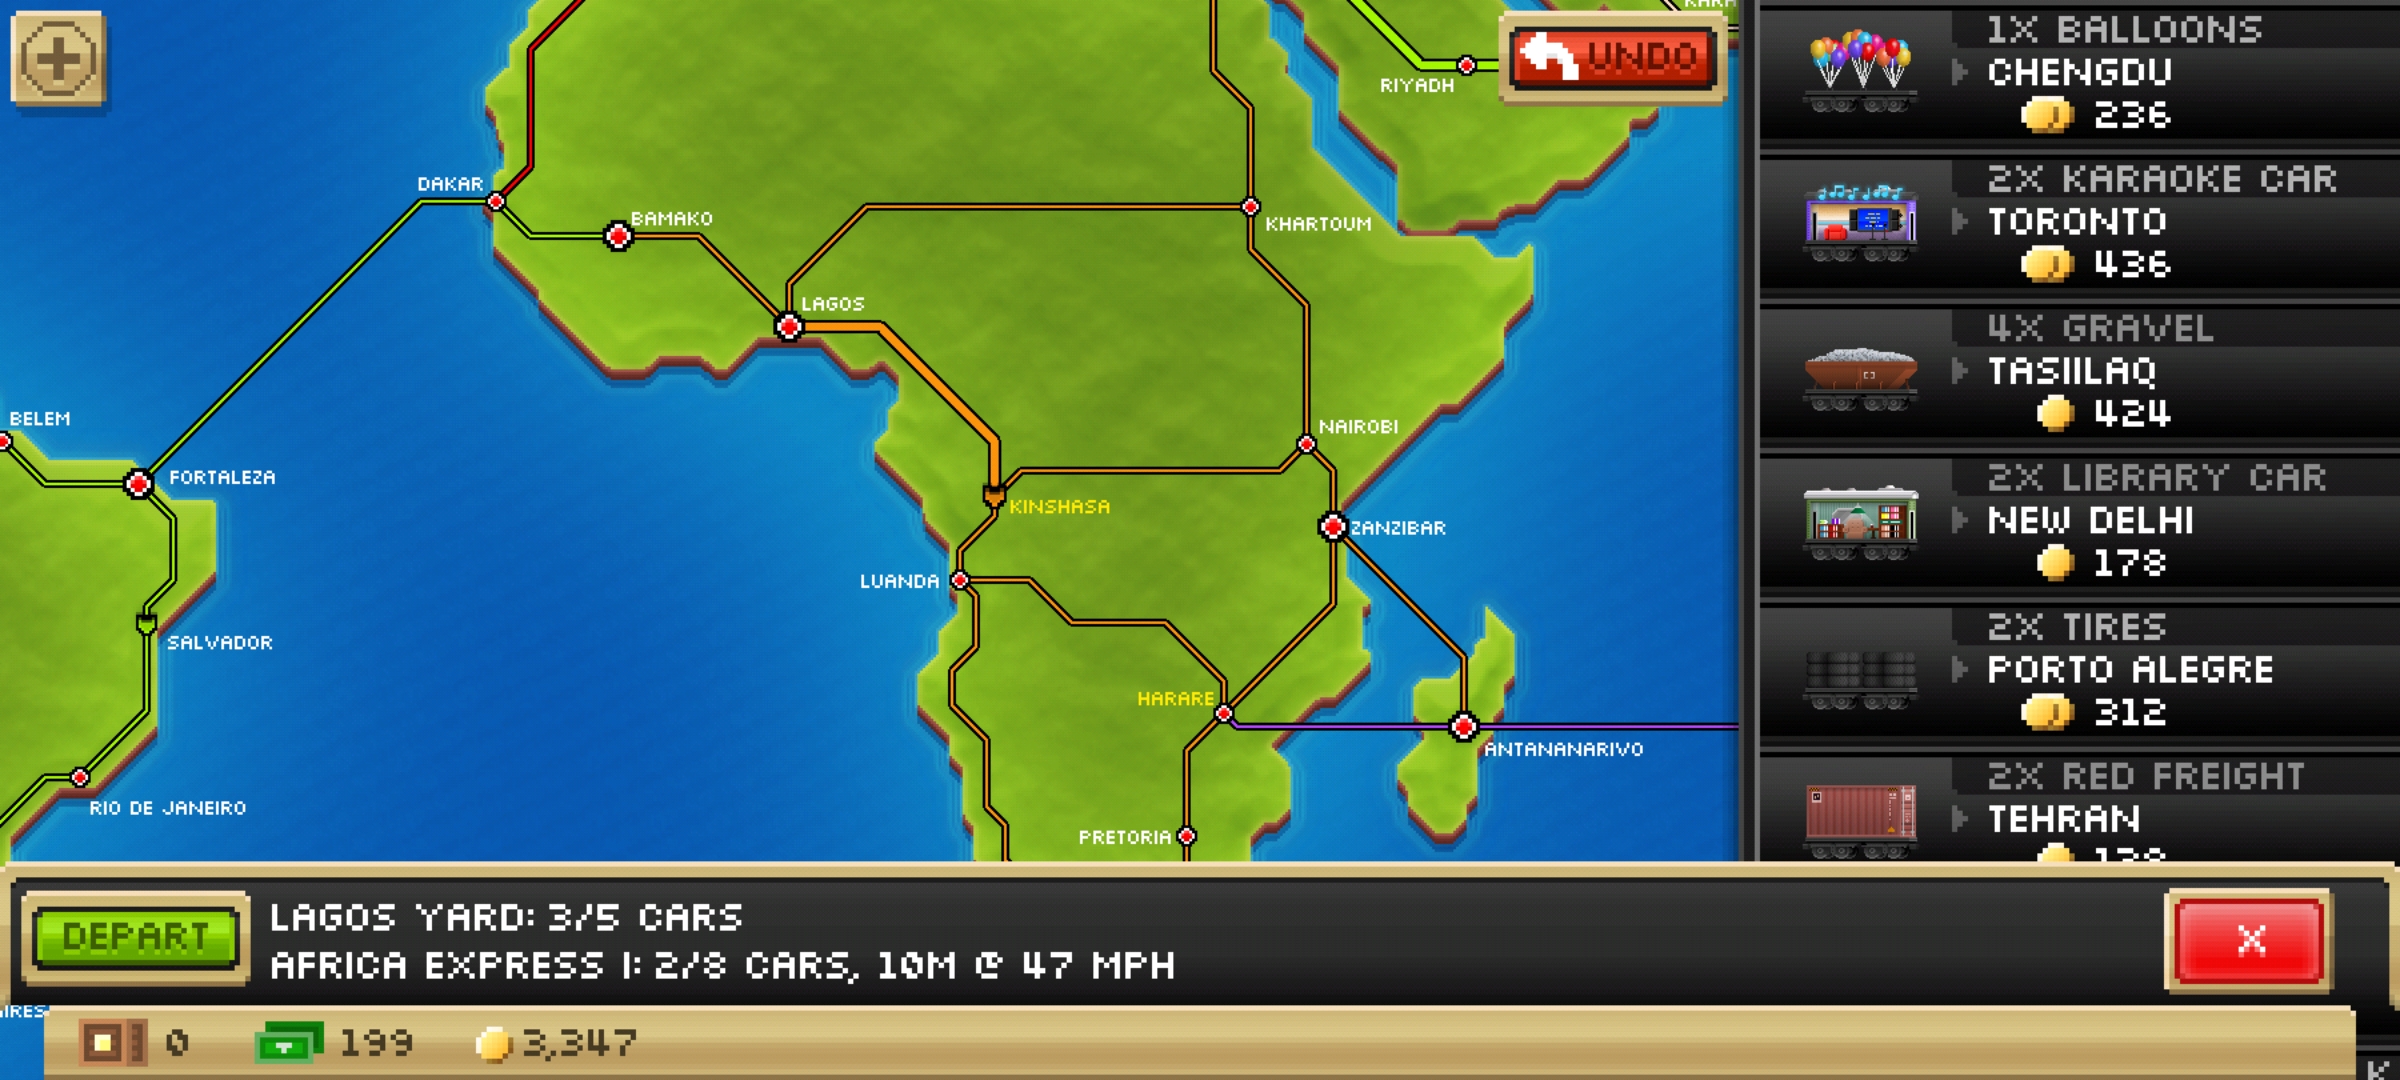 UNDO
RIYADH
DAKAR
BAMAKO
KHARTOUM
LAGOS
BELEM
NAIROBI
FORTALEZA
KINSHASA
ZANZIBAR
LUANDA
SALVADOR
HARARE
ANTANANARIVO
RIO DE JANEIRO
PRETORIA
1X BALLOONS
CHENGDU
236
2X KARAOKE CAR
TORONTO
436
4X GRAVEL
TASIILAQ
424
2X LIBRARY CAR
NEW DELHI
178
2X TIRES
PORTO ALEGRE
312
2X RED FREIGHT
TEHRAN
DEPART
LAGOS YARD: 3/5 CARS
AFRICA EXPRESS I: 2/8 CARS, 10M @ 47 MPH
X
0
199
3,347